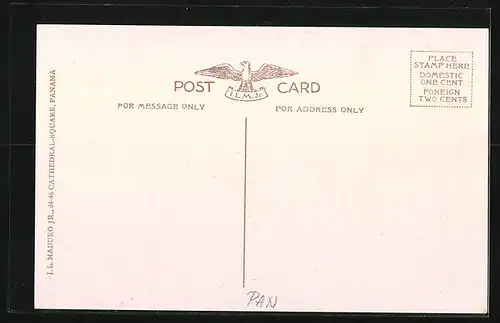 POST CARD
I.L.M.Jr.
FOR MESSAGE ONLY
FOR ADDRESS ONLY
PLACE
STAMP HERE
DOMESTIC
ONE CENT
FOREIGN
TWO CENTS
I. L. MADURO JR., 34-46 CATHEDRAL-SQUARE, PANAMA
PAN